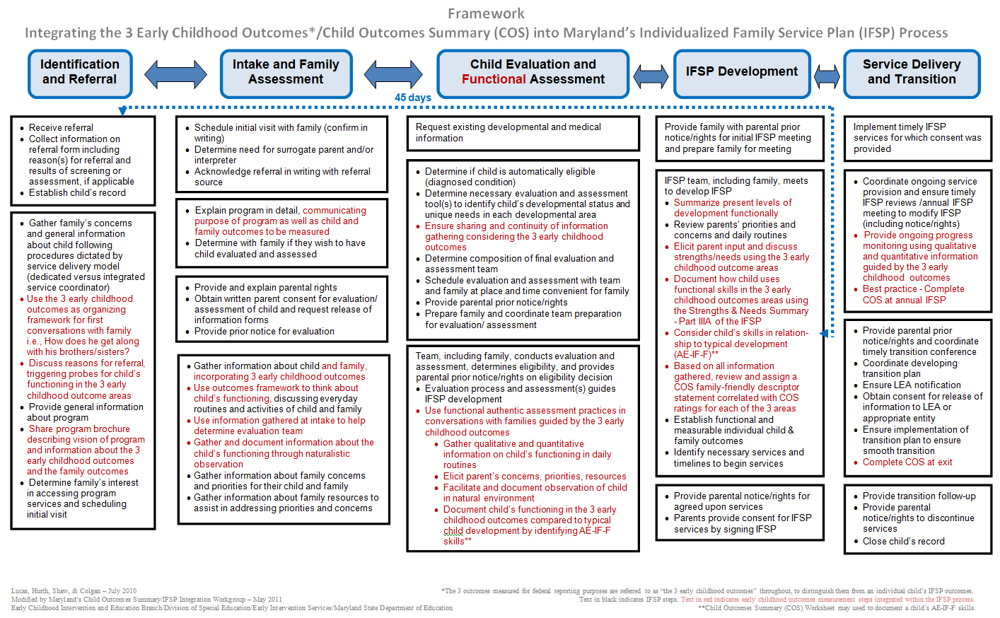 Framework
Integrating the 3 Early Childhood Outcomes*/Child Outcomes Summary (COS) into Maryland's Individualized Family Service Plan (IFSP) Process
Identification
and Referral
Intake and Family
Assessment
Child Evaluation and
Functional Assessment
IFSP Development
Service Delivery
and Transition
45 days
• Receive referral
• Collect information on
referral form including
reason(s) for referral and
results of screening or
assessment, if applicable
• Establish child's record
• Gather family's concerns
and general information
about child following
procedures dictated by
service delivery model
(dedicated versus integrated
service coordinator)
• Use the 3 early childhood
outcomes as organizing
framework for first
conversations with family
i.e., How does he get along
with his brothers/sisters?
• Discuss reasons for referral,
triggering probes for child's
functioning in the 3 early
childhood outcome areas
• Provide general information
about program
• Share program brochure
describing vision of program
and information about the 3
early childhood outcomes
and the family outcomes
• Determine family's interest
in accessing program
services and scheduling
initial visit
• Schedule initial visit with family (confirm in
writing)
• Determine need for surrogate parent and/or
interpreter
• Acknowledge referral in writing with referral
source
• Explain program in detail, communicating
purpose of program as well as child and
family outcomes to be measured
• Determine with family if they wish to have
child evaluated and assessed
• Provide and explain parental rights
• Obtain written parent consent for evaluation/
assessment of child and request release of
information forms
• Provide prior notice for evaluation
• Gather information about child and family,
incorporating 3 early childhood outcomes
• Use outcomes framework to think about
child's functioning, discussing everyday
routines and activities of child and family
• Use information gathered at intake to help
determine evaluation team
• Gather and document information about the
child's functioning through naturalistic
observation
• Gather information about family concerns
and priorities for their child and family
• Gather information about family resources to
assist in addressing priorities and concerns
Request existing developmental and medical
information
• Determine if child is automatically eligible
(diagnosed condition)
• Determine necessary evaluation and assessment
tool(s) to identify child's developmental status and
unique needs in each developmental area
• Ensure sharing and continuity of information
gathering considering the 3 early childhood
outcomes
• Determine composition of final evaluation and
assessment team
• Schedule evaluation and assessment with team
and family at place and time convenient for family
• Provide parental prior notice/rights
• Prepare family and coordinate team preparation
for evaluation/ assessment
Team, including family, conducts evaluation and
assessment, determines eligibility, and provides
parental prior notice/rights on eligibility decision
• Evaluation process and assessment(s) guides
IFSP development
• Use functional authentic assessment practices in
conversations with families guided by the 3 early
childhood outcomes
• Gather qualitative and quantitative
information on child's functioning in daily
routines
• Elicit parent's concerns, priorities, resources
• Facilitate and document observation of child
in natural environment
• Document child's functioning in the 3 early
childhood outcomes compared to typical
child development by identifying AE-IF-F
skills**
Provide family with parental prior
notice/rights for initial IFSP meeting
and prepare family for meeting
IFSP team, including family, meets
to develop IFSP
• Summarize present levels of
development functionally
• Review parents' priorities and
concerns and daily routines
• Elicit parent input and discuss
strengths/needs using the 3 early
childhood outcome areas
• Document how child uses
functional skills in the 3 early
childhood outcomes areas using
the Strengths & Needs Summary
- Part IIIA of the IFSP
• Consider child's skills in relation-
ship to typical development
(AE-IF-F)**
• Based on all information
gathered, review and assign a
COS family-friendly descriptor
statement correlated with COS
ratings for each of the 3 areas
• Establish functional and
measurable individual child &
family outcomes
• Identify necessary services and
timelines to begin services
• Provide parental notice/rights for
agreed upon services
• Parents provide consent for IFSP
services by signing IFSP
Implement timely IFSP
services for which consent was
provided
• Coordinate ongoing service
provision and ensure timely
IFSP reviews /annual IFSP
meeting to modify IFSP
(including notice/rights)
• Provide ongoing progress
monitoring using qualitative
and quantitative information
guided by the 3 early
childhood outcomes
• Best practice - Complete
COS at annual IFSP
• Provide parental prior
notice/rights and coordinate
timely transition conference
• Coordinate developing
transition plan
• Ensure LEA notification
• Obtain consent for release of
information to LEA or
appropriate entity
• Ensure implementation of
transition plan to ensure
smooth transition
• Complete COS at exit
• Provide transition follow-up
• Provide parental
notice/rights to discontinue
services
• Close child's record
Lucas, Hurth, Shaw, & Colgan – July 2010
Modified by Maryland's Child Outcomes Summary/IFSP Integration Workgroup – May 2011
Early Childhood Intervention and Education Branch/Division of Special Education/Early Intervention Services/Maryland State Department of Education
*The 3 outcomes measured for federal reporting purposes are referred to as "the 3 early childhood outcomes" throughout, to distinguish them from an individual child's IFSP outcomes.
Text in black indicates IFSP steps. Text in red indicates early childhood outcomes measurement steps integrated within the IFSP process.
**Child Outcomes Summary (COS) Worksheet may used to document a child's AE-IF-F skills.